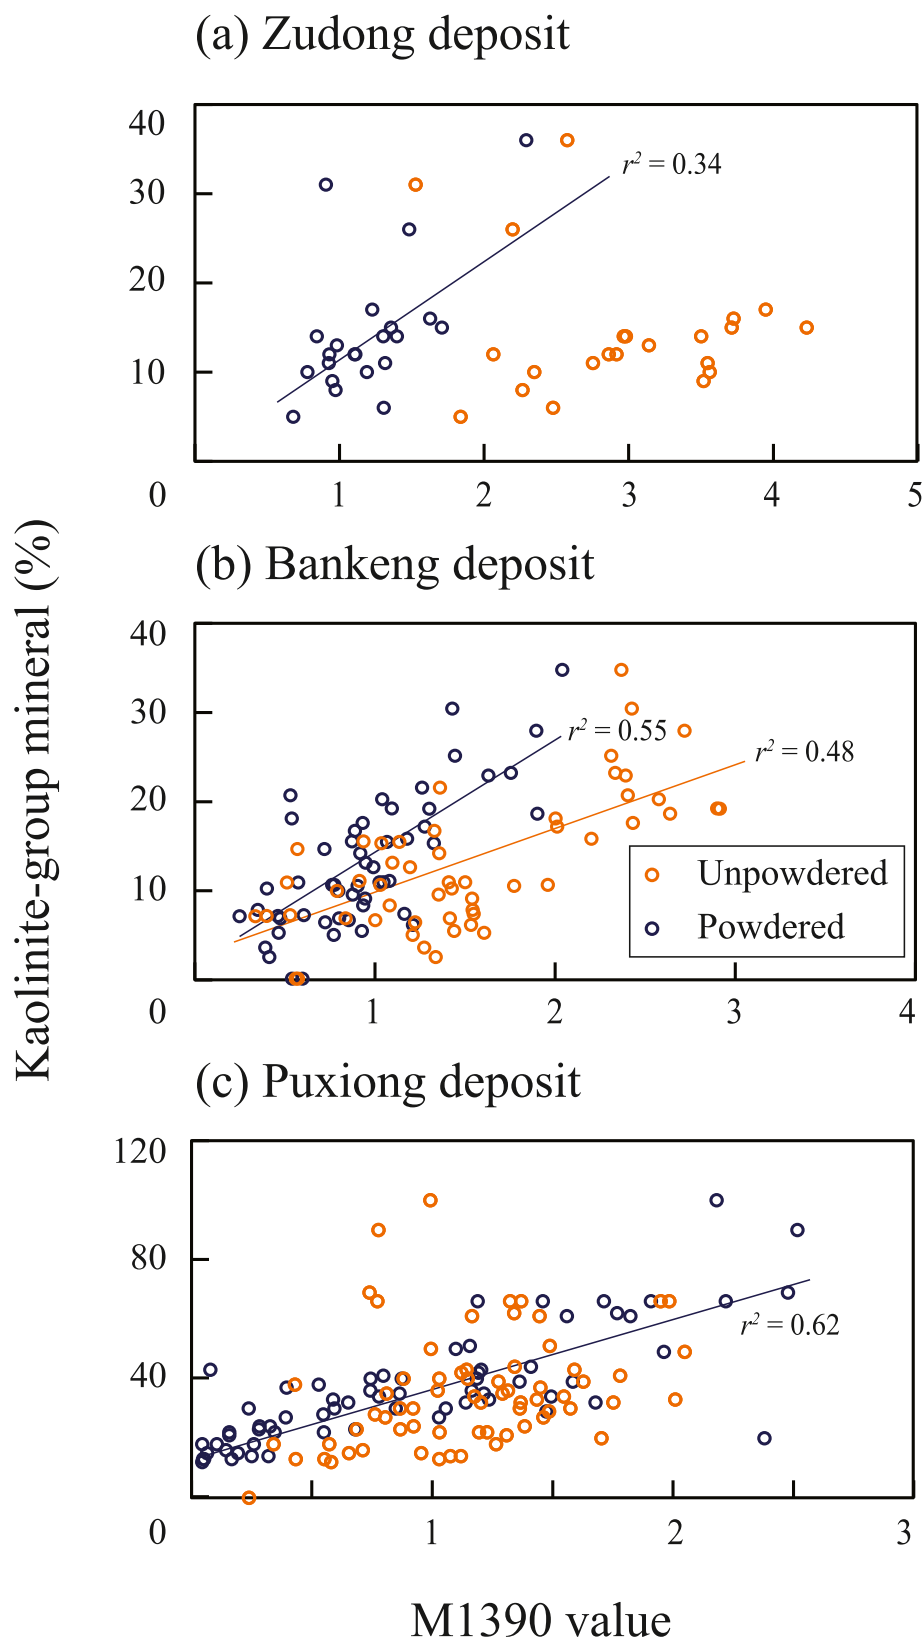 (a) Zudong deposit
40
30
20
10
0
1 2 3 4 5
r² = 0.34
(b) Bankeng deposit
40
30
20
10
0
1 2 3 4
r² = 0.55
r² = 0.48
Unpowdered
Powdered
(c) Puxiong deposit
120
80
40
0
1 2 3
r² = 0.62
Kaolinite-group mineral (%)
M1390 value